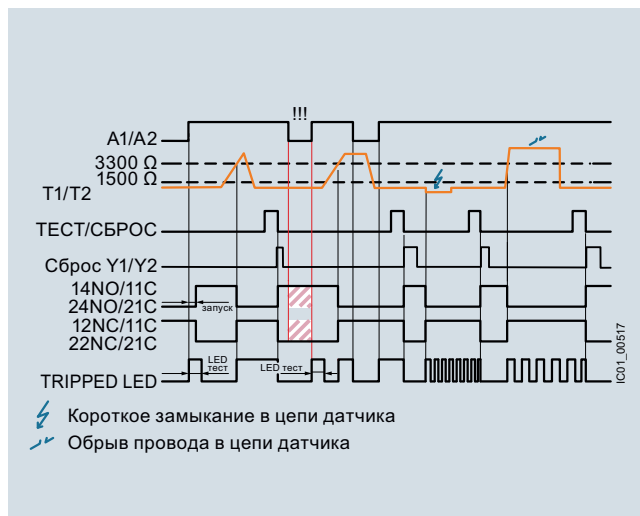 !!!
A1/A2
3300 Ω
1500 Ω
T1/T2
ТЕСТ/СБРОС
Сброс Y1/Y2
14NO/11C
24NO/21C
запуск
12NC/11C
22NC/21C
LED
тест
LED тест
TRIPPED LED
IC01_00517
Короткое замыкание в цепи датчика
Обрыв провода в цепи датчика